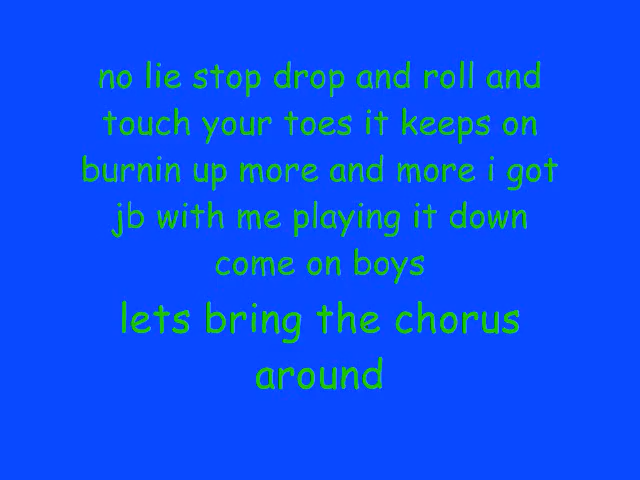 no lie stop drop and roll and
touch your toes it keeps on
burnin up more and more i got
jb with me playing it down
come on boys
lets bring the chorus
around